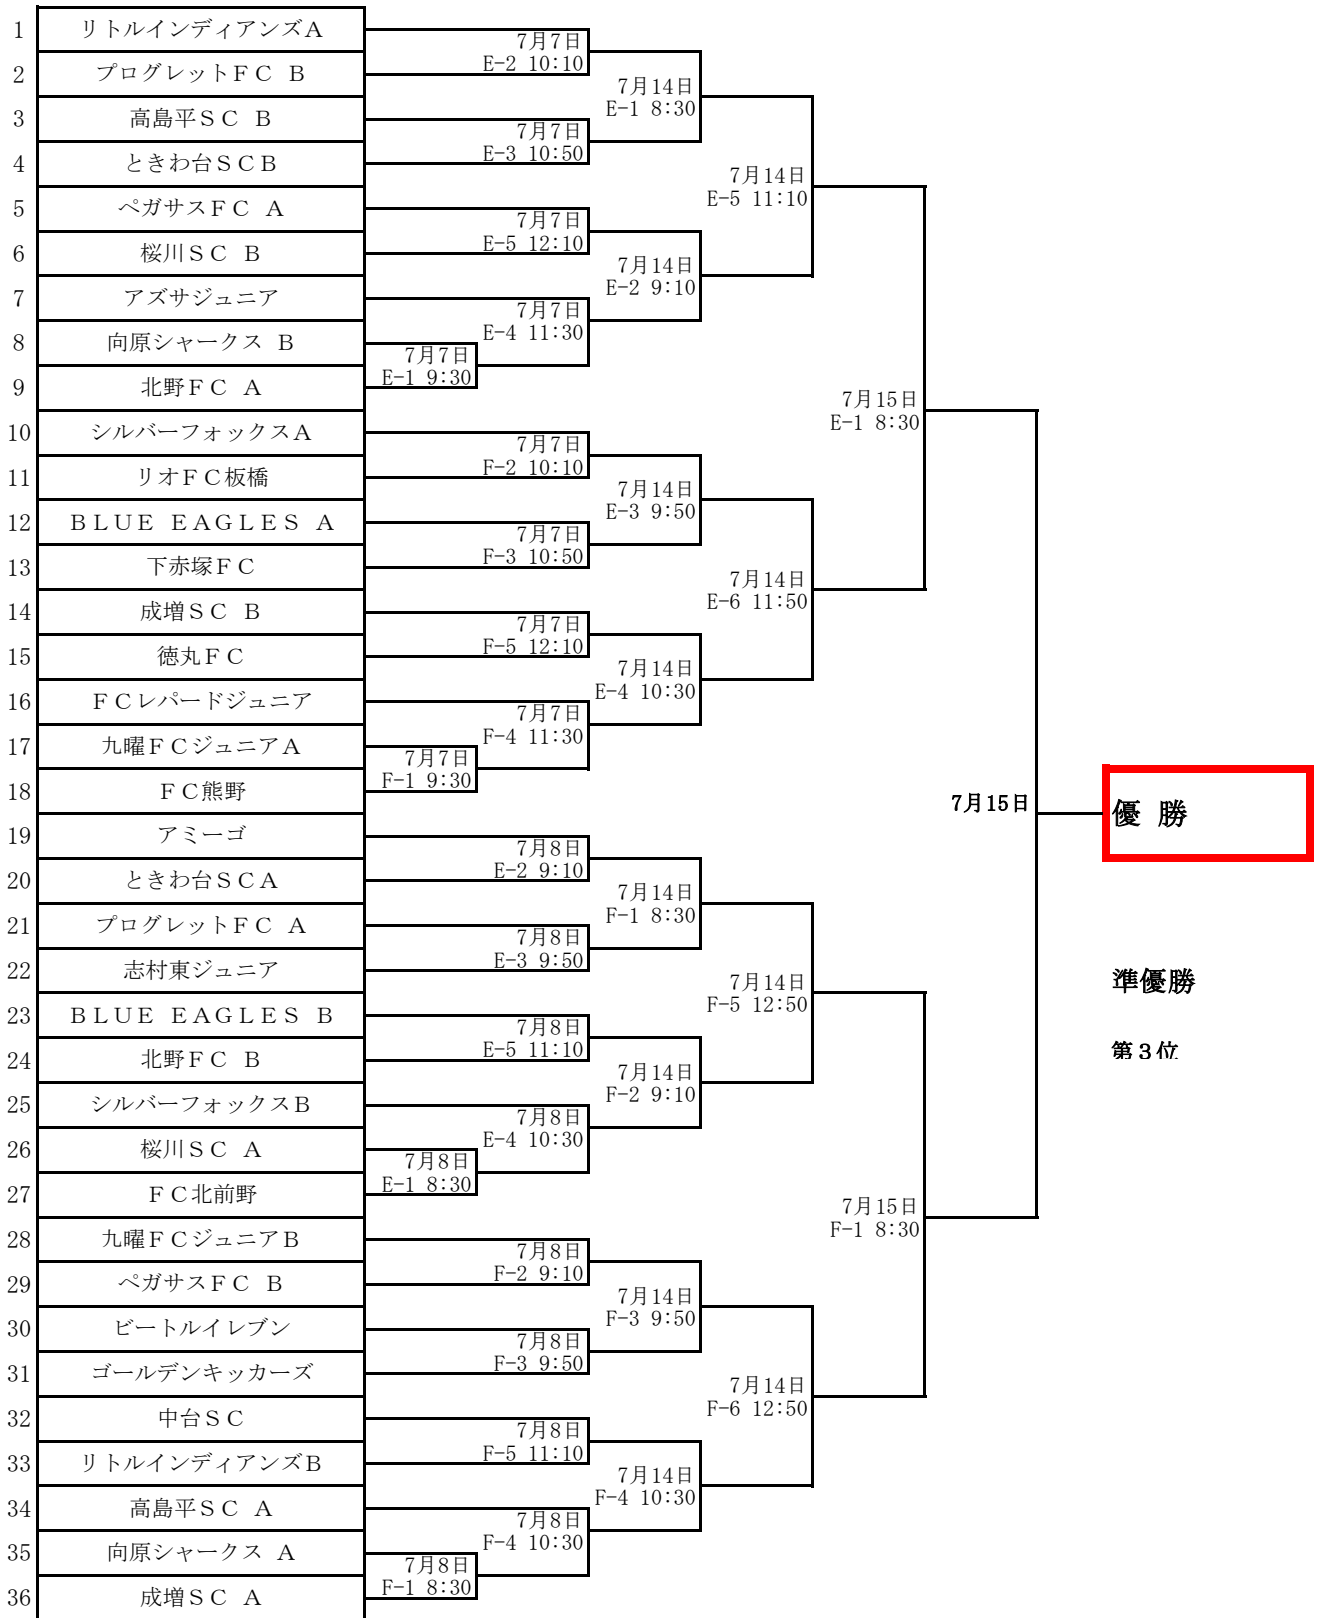 1 リトルインディアンズA
2 プログレットFC B
3 高島平SC B
4 ときわ台SCB
5 ペガサスFC A
6 桜川SC B
7 アズサジュニア
8 向原シャークス B
9 北野FC A
10 シルバーフォックスA
11 リオFC板橋
12 BLUE EAGLES A
13 下赤塚FC
14 成増SC B
15 徳丸FC
16 FCレパードジュニア
17 九曜FCジュニアA
18 FC熊野
19 アミーゴ
20 ときわ台SCA
21 プログレットFC A
22 志村東ジュニア
23 BLUE EAGLES B
24 北野FC B
25 シルバーフォックスB
26 桜川SC A
27 FC北前野
28 九曜FCジュニアB
29 ペガサスFC B
30 ビートルイレブン
31 ゴールデンキッカーズ
32 中台SC
33 リトルインディアンズB
34 高島平SC A
35 向原シャークス A
36 成増SC A
7月7日
E-1 9:30
7月7日
F-1 9:30
7月8日
E-1 8:30
7月8日
F-1 8:30
7月7日
E-2 10:10
7月7日
E-3 10:50
7月7日
E-5 12:10
7月7日
E-4 11:30
7月7日
F-2 10:10
7月7日
F-3 10:50
7月7日
F-5 12:10
7月7日
F-4 11:30
7月8日
E-2 9:10
7月8日
E-3 9:50
7月8日
E-5 11:10
7月8日
E-4 10:30
7月8日
F-2 9:10
7月8日
F-3 9:50
7月8日
F-5 11:10
7月8日
F-4 10:30
7月14日
E-1 8:30
7月14日
E-2 9:10
7月14日
E-3 9:50
7月14日
E-4 10:30
7月14日
F-1 8:30
7月14日
F-2 9:10
7月14日
F-3 9:50
7月14日
F-4 10:30
7月14日
E-5 11:10
7月14日
E-6 11:50
7月14日
F-5 12:50
7月14日
F-6 12:50
7月15日
E-1 8:30
7月15日
F-1 8:30
7月15日
優 勝
準優勝
第3位